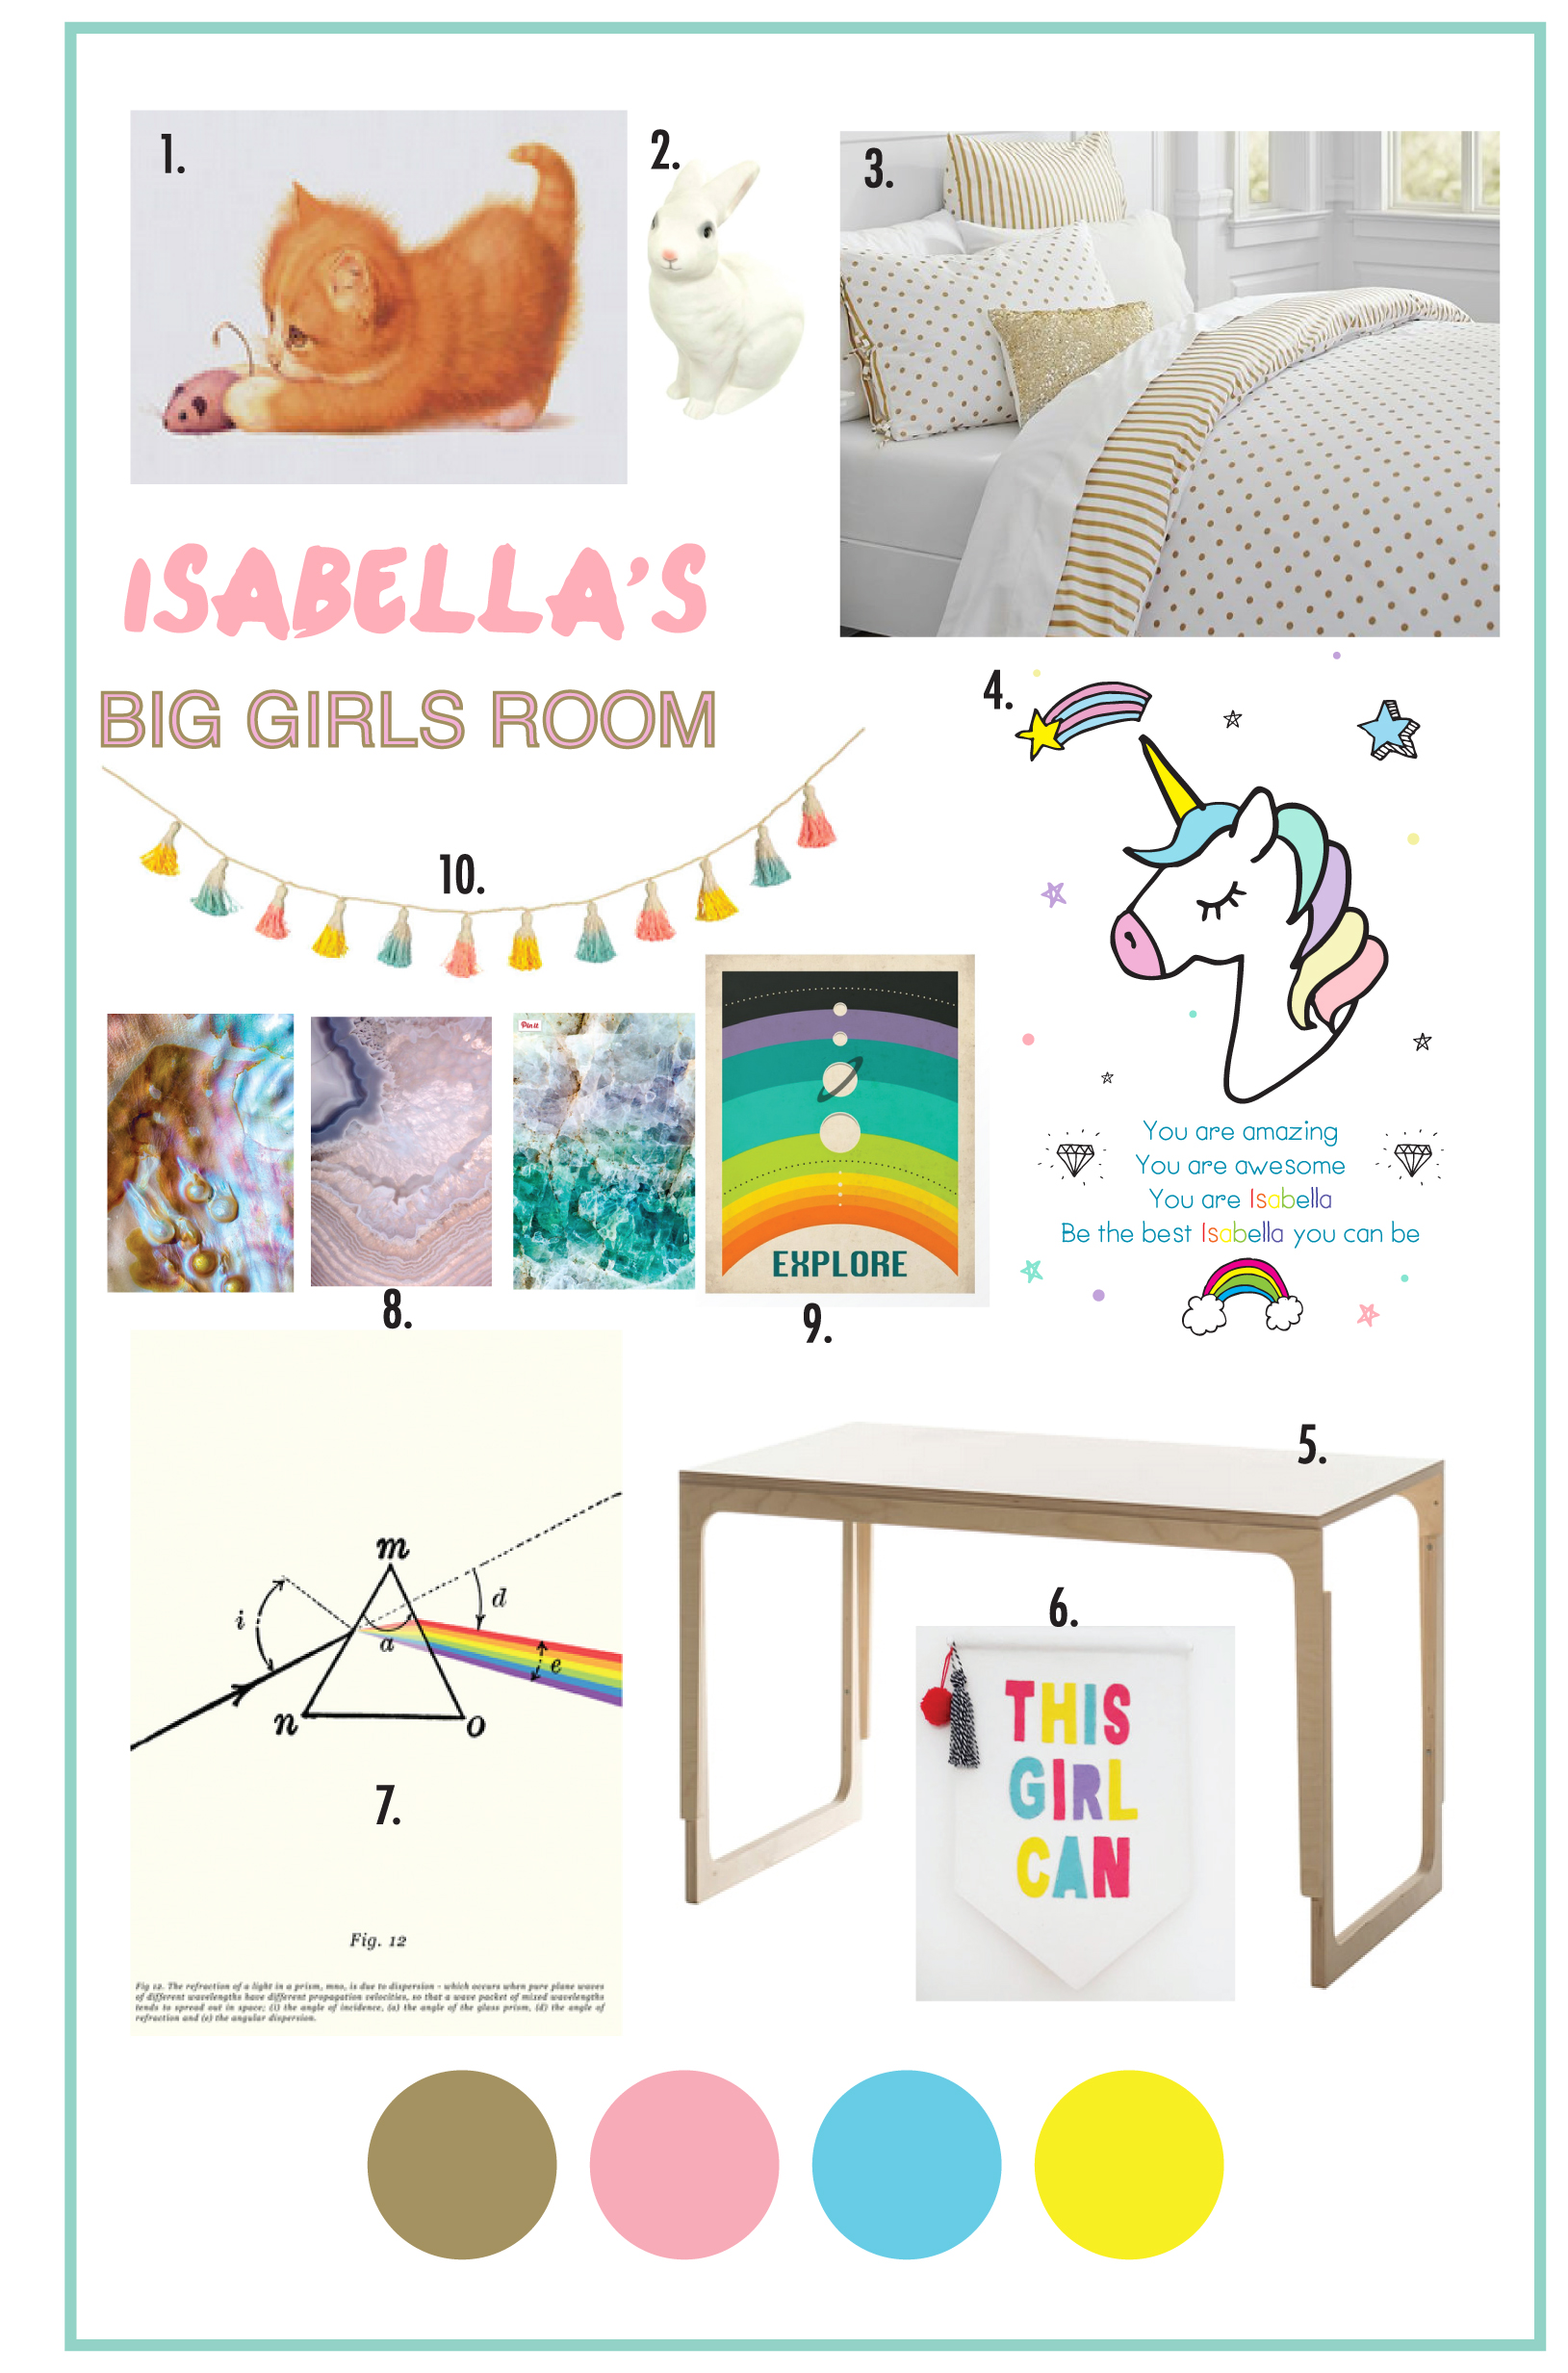 1.
2.
3.
ISABELLA'S
BIG GIRLS ROOM
4.
10.
Pin it
You are amazing
You are awesome
You are Isabella
Be the best Isabella you can be
EXPLORE
8.
9.
5.
m
i
d
a
e
n
o
7.
Fig. 12
Fig 12. The refraction of a light in a prism, mno, is due to dispersion - which occurs when pure plane waves
of different wavelengths have different propagation velocities, so that a wave packet of mixed wavelengths
tends to spread out in space; (i) the angle of incidence, (a) the angle of the glass prism, (d) the angle of
refraction and (e) the angular dispersion.
6.
THIS
GIRL
CAN